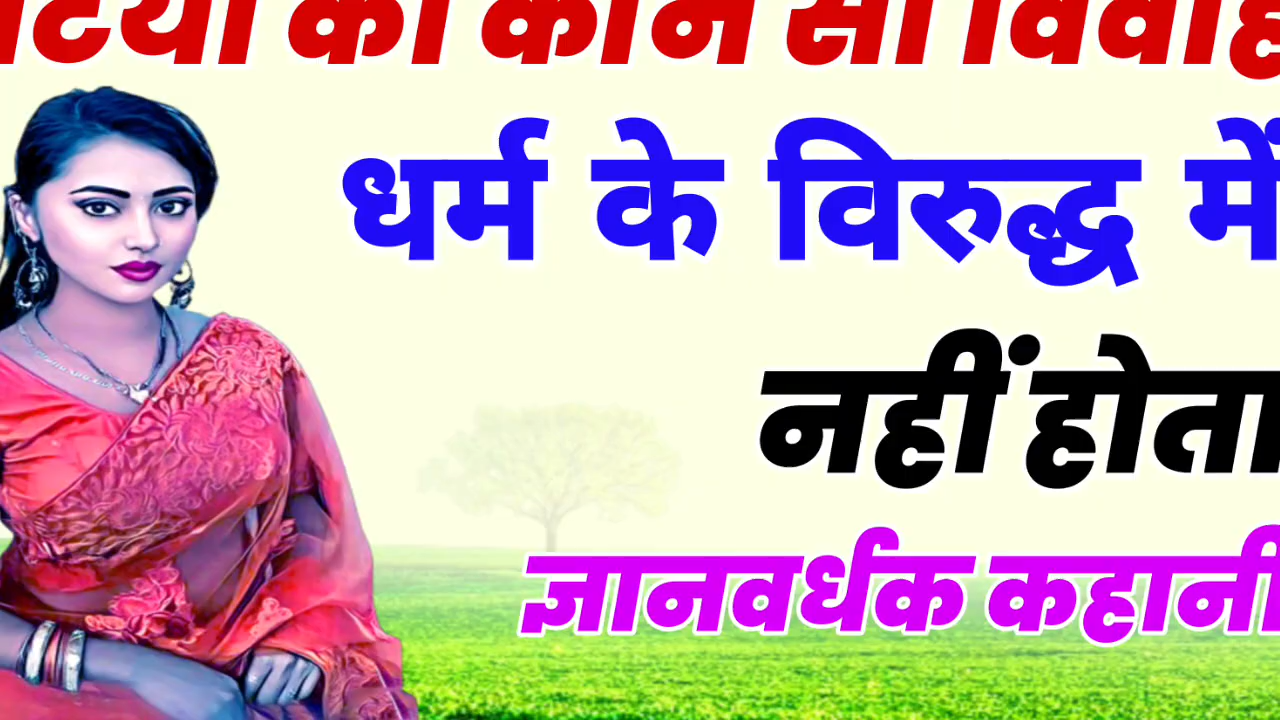 का कौन सी विवाह
धर्म के विरुद्ध में
नहीं होता
ज्ञानवर्धक कहानी